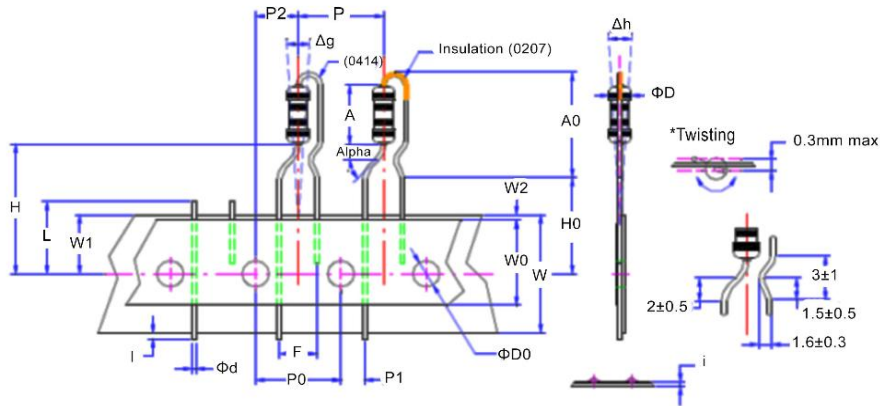 P2
P
Δg
(0414)
Insulation (0207)
Δh
ΦD
A
A0
*Twisting
0.3mm max
Alpha
H
L
W1
W2
W0
W
H0
2±0.5
3±1
1.5±0.5
1.6±0.3
I
Φd
F
P0
P1
ΦD0
i